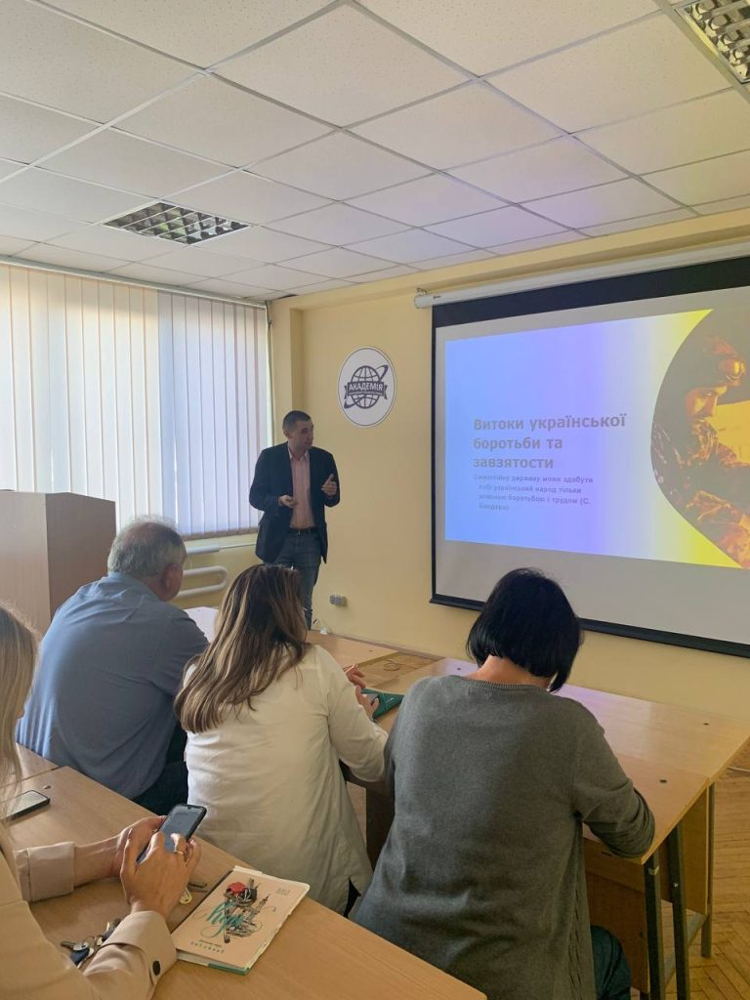 АКАДЕМІЯ
Витоки української
боротьби та
завзятости
Самостійну державу може здобути
собі український народ тільки
власною боротьбою і трудом (С.
Бандера)